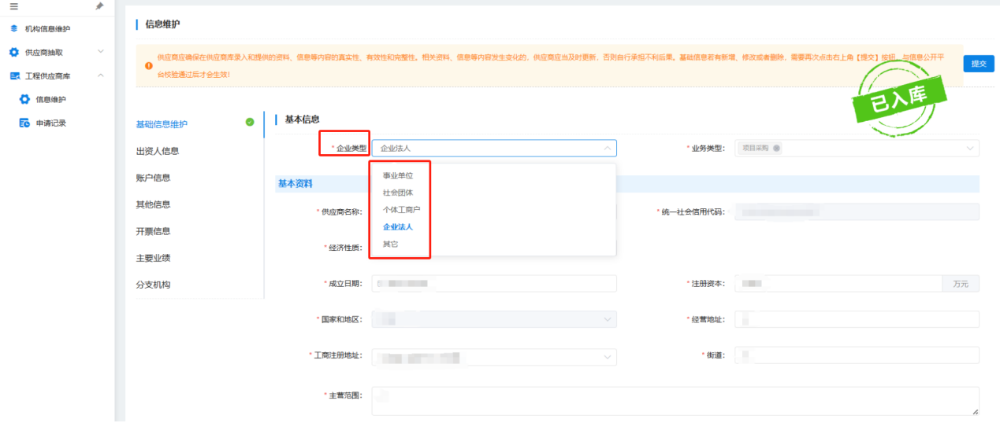 机构信息维护
供应商抽取
工程供应商库
信息维护
申请记录
信息维护
供应商应确保在供应商库录入和提供的资料、信息等内容的真实性、有效性和完整性。相关资料、信息等内容发生变化的，供应商应当及时更新，否则自行承担不利后果。基础信息若有新增、修改或者删除，需要再次点击右上角【提交】按钮，与信息公开平
台校验通过后才会生效！
提交
已入库
基础信息维护
出资人信息
账户信息
其他信息
开票信息
主要业绩
分支机构
基本信息
* 企业类型 企业法人
* 业务类型： 项目采购
事业单位
社会团体
个体工商户
企业法人
其它
基本资料
* 供应商名称：
* 统一社会信用代码：
* 经济性质：
* 成立日期：
* 注册资本： 万元
* 国家和地区：
* 经营地址：
* 工商注册地址：
* 街道：
* 主营范围：